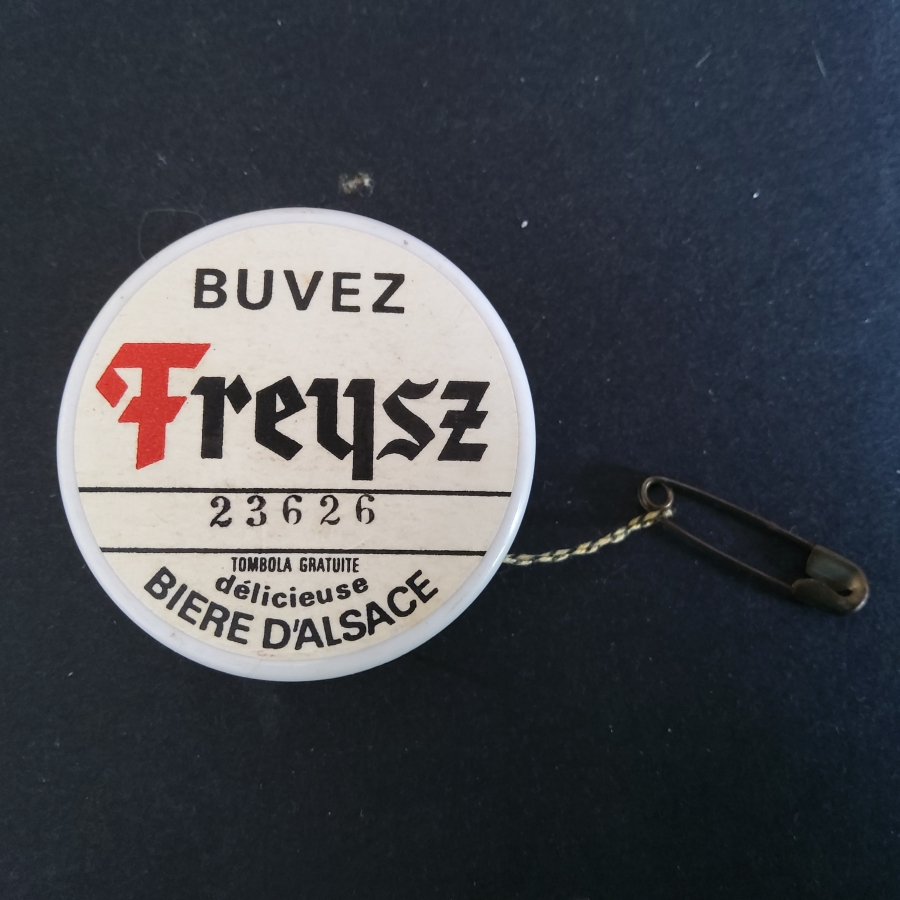 BUVEZ
Freysz
23626
TOMBOLA GRATUITE
délicieuse
BIERE D'ALSACE